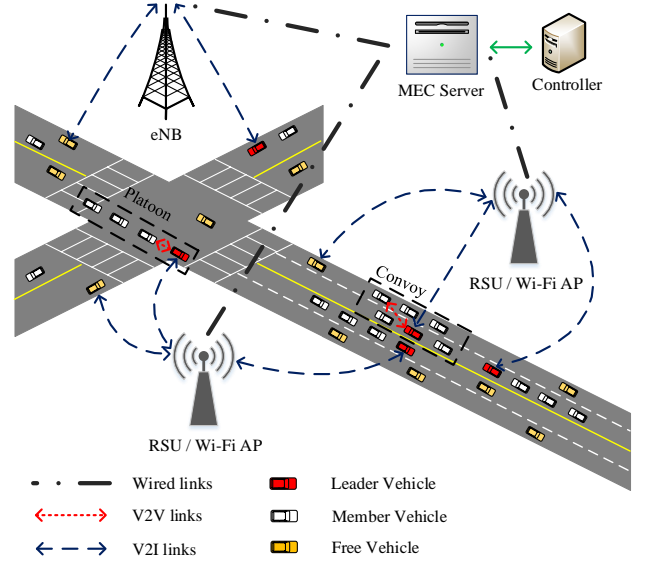 MEC Server
Controller
eNB
Platoon
RSU / Wi-Fi AP
Convoy
RSU / Wi-Fi AP
Wired links
Leader Vehicle
V2V links
Member Vehicle
V2I links
Free Vehicle